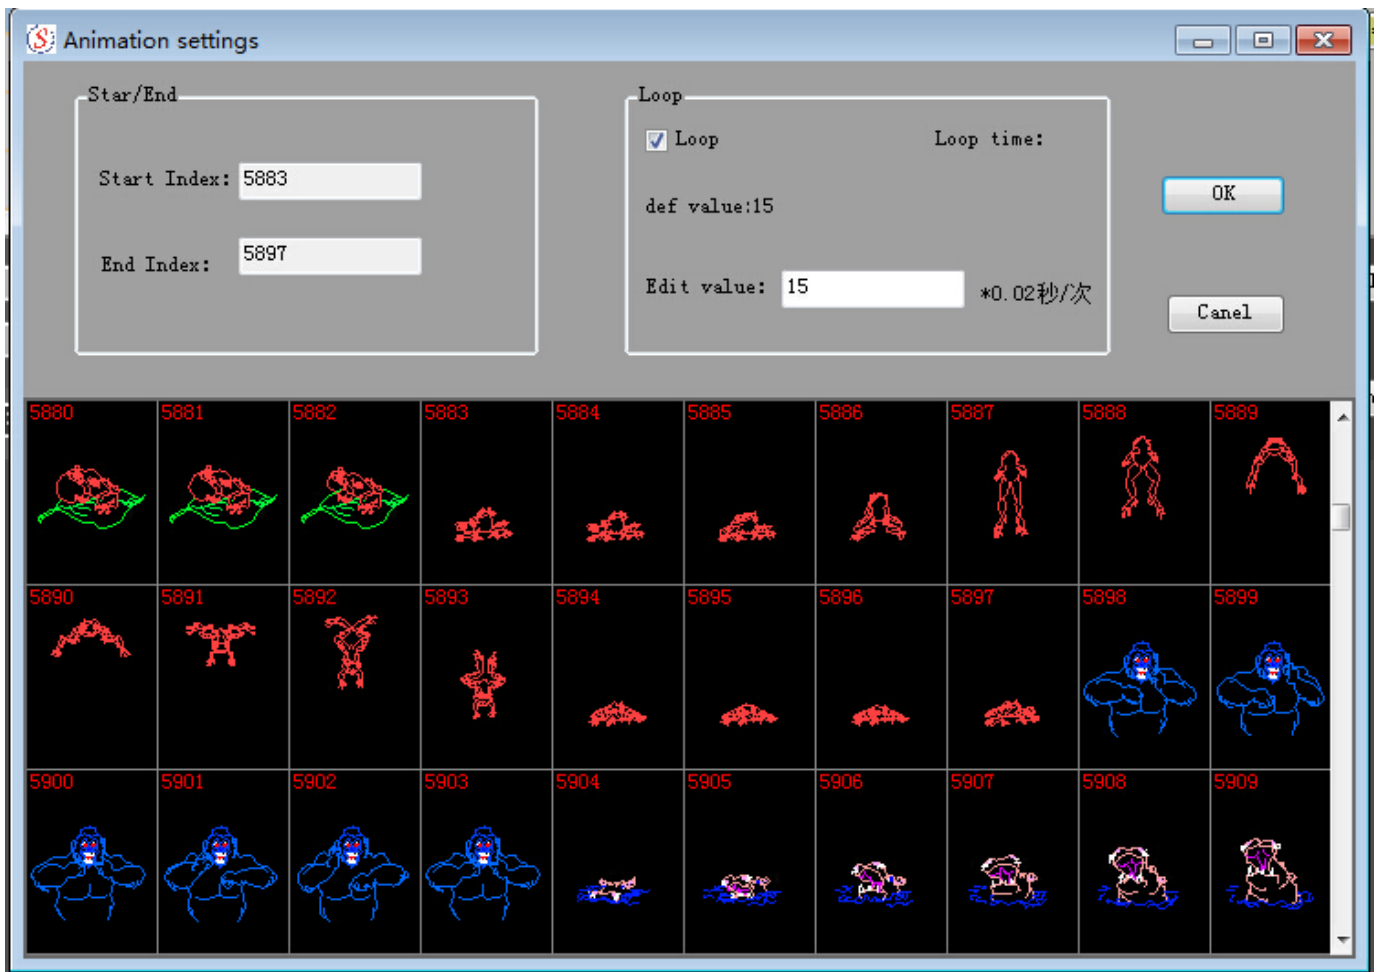 Animation settings
Star/End
Loop
Loop
Loop time:
Start Index: 5883
OK
def value:15
End Index: 5897
Edit value: 15 *0.02秒/次
Canel
5880 5881 5882 5883 5884 5885 5886 5887 5888 5889
5890 5891 5892 5893 5894 5895 5896 5897 5898 5899
5900 5901 5902 5903 5904 5905 5906 5907 5908 5909